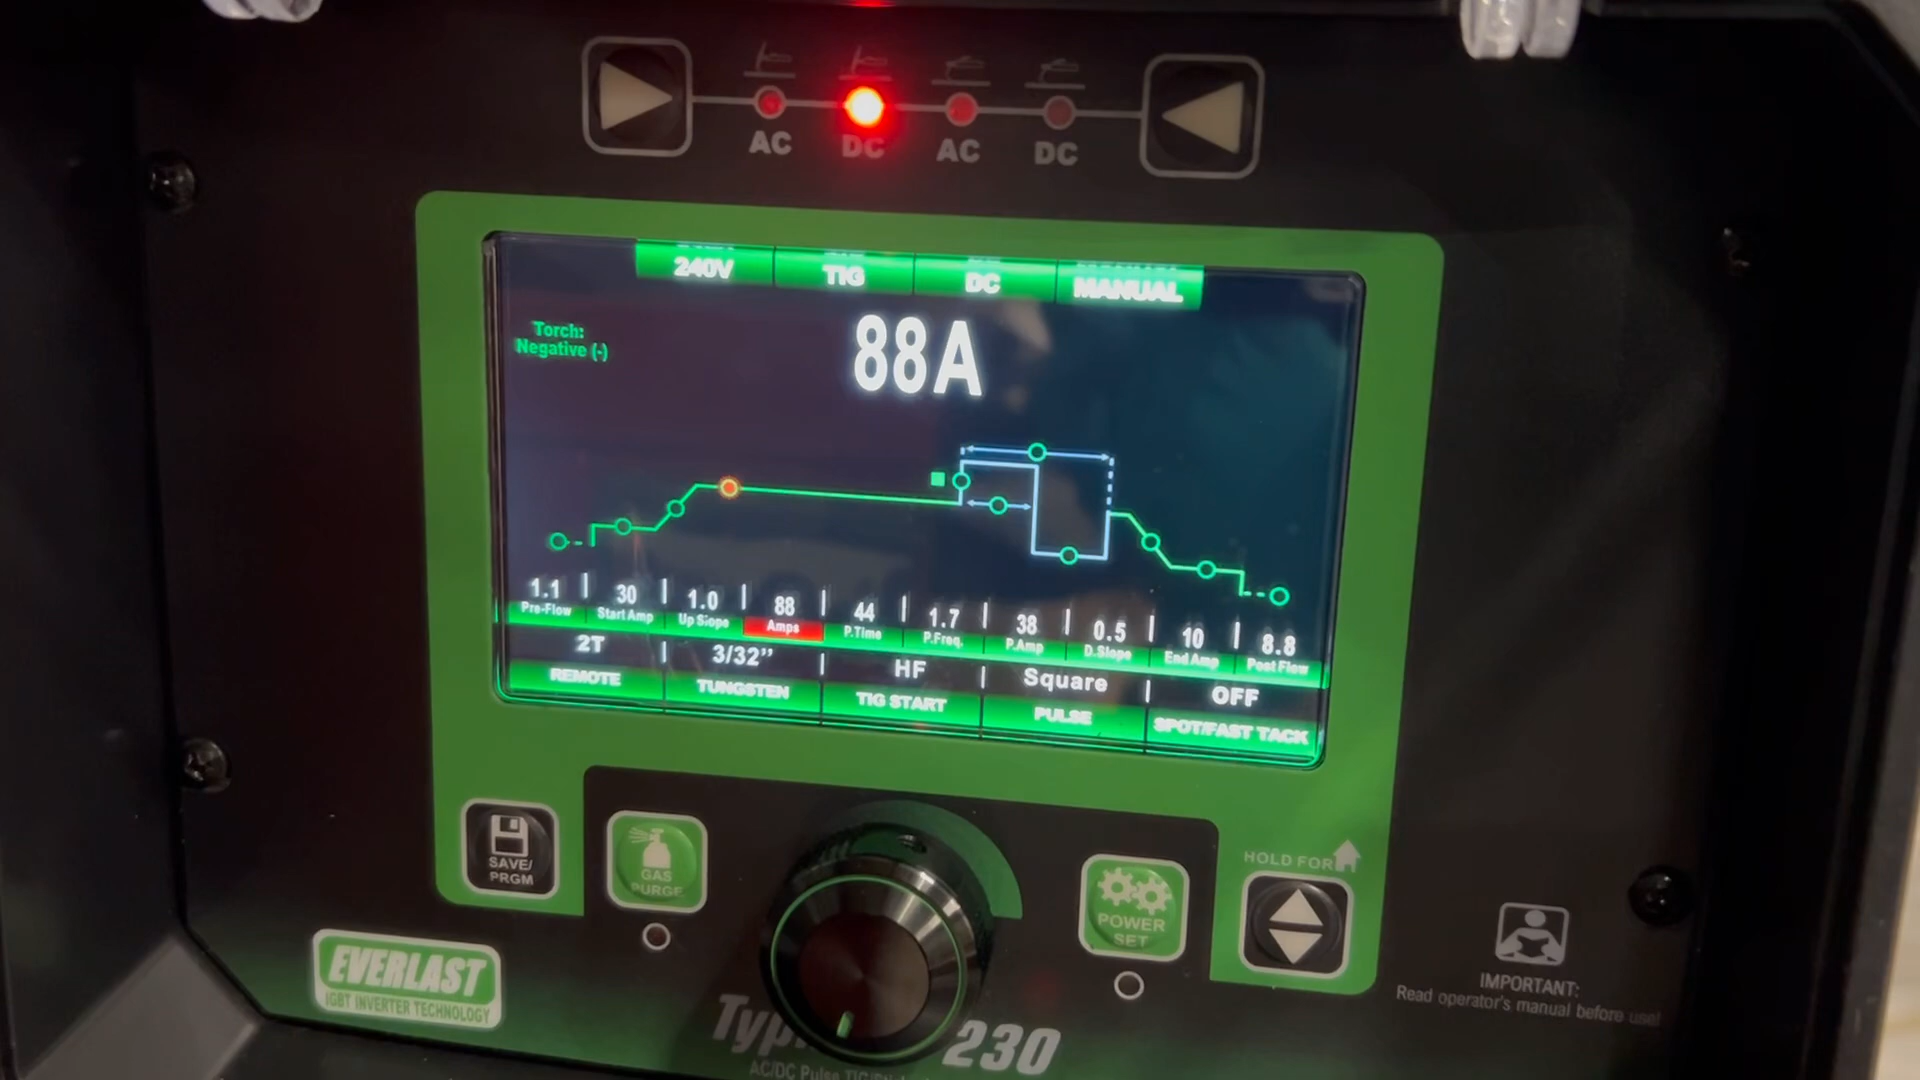 AC DC AC DC
240V TIG DC MANUAL
Torch:
Negative (-)
88A
1.1 30 1.0 88 44 1.7 38 0.5 10 8.8
Pre-Flow Start Amp Up Slope Amps P.Time P.Freq. P.Amp D.Slope End Amp Post Flow
2T 3/32” HF Square OFF
REMOTE TUNGSTEN TIG START PULSE SPOT/FAST TACK
SAVE/
PRGM
GAS
PURGE
POWER
SET
HOLD FOR
EVERLAST
IGBT INVERTER TECHNOLOGY
230
AC/DC Pulse
IMPORTANT:
Read operator's manual before use!